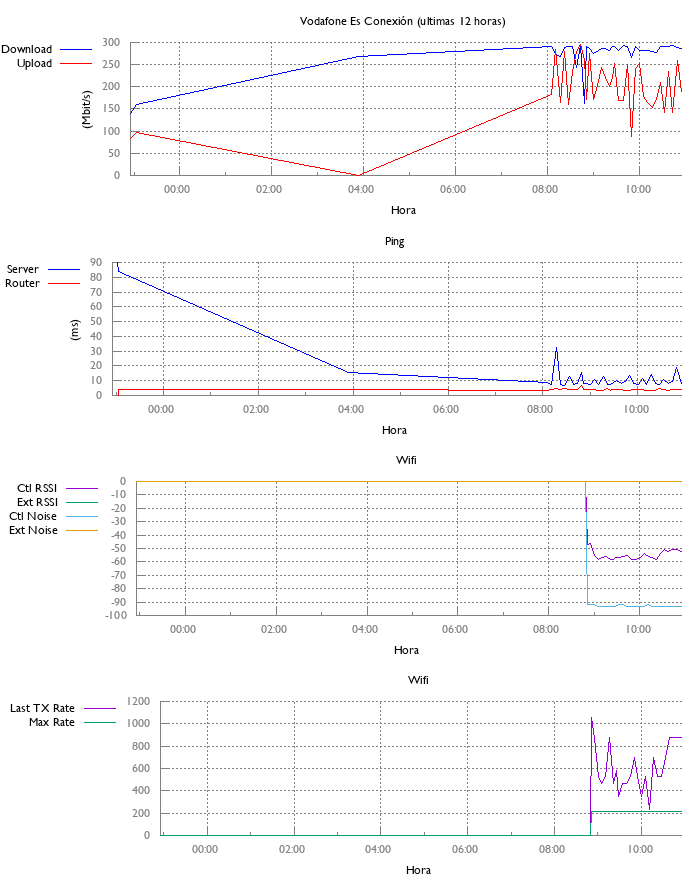 Vodafone Es Conexión (ultimas 12 horas)
Download
Upload
(Mbit/s)
300
250
200
150
100
50
0
00:00 02:00 04:00 06:00 08:00 10:00
Hora
Ping
Server
Router
(ms)
90
80
70
60
50
40
30
20
10
0
00:00 02:00 04:00 06:00 08:00 10:00
Hora
Wifi
Ctl RSSI
Ext RSSI
Ctl Noise
Ext Noise
0
-10
-20
-30
-40
-50
-60
-70
-80
-90
-100
00:00 02:00 04:00 06:00 08:00 10:00
Hora
Wifi
Last TX Rate
Max Rate
1200
1000
800
600
400
200
0
00:00 02:00 04:00 06:00 08:00 10:00
Hora